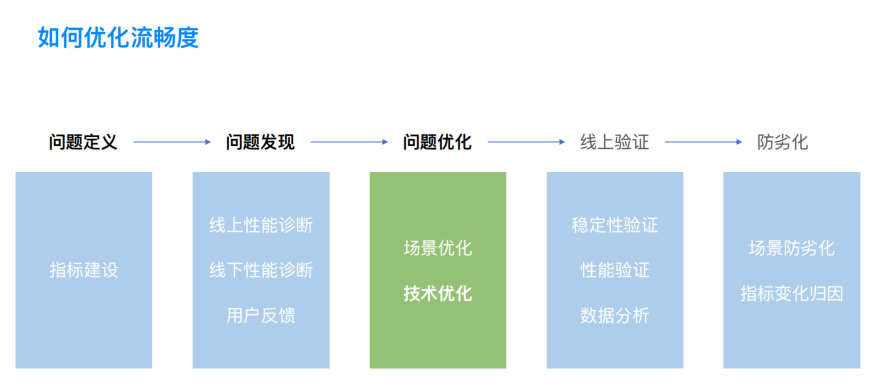 如何优化流畅度
问题定义
问题发现
问题优化
线上验证
防劣化
指标建设
线上性能诊断
线下性能诊断
用户反馈
场景优化
技术优化
稳定性验证
性能验证
数据分析
场景防劣化
指标变化归因